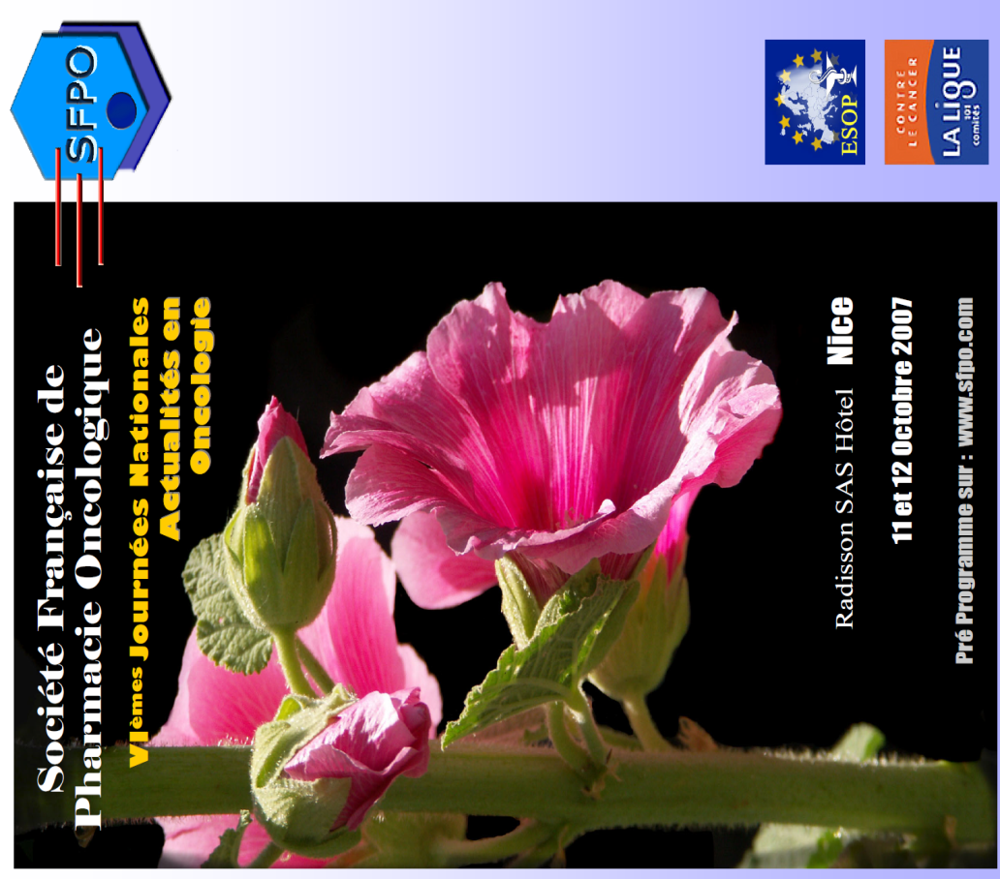 SFPO
Société Française de
Pharmacie Oncologique
VIèmes Journées Nationales
Actualités en
Oncologie
Radisson SAS Hôtel Nice
11 et 12 Octobre 2007
Pré Programme sur : www.sfpo.com
ESOP
CONTRE
LE CANCER
LA LIGUE
101
comités